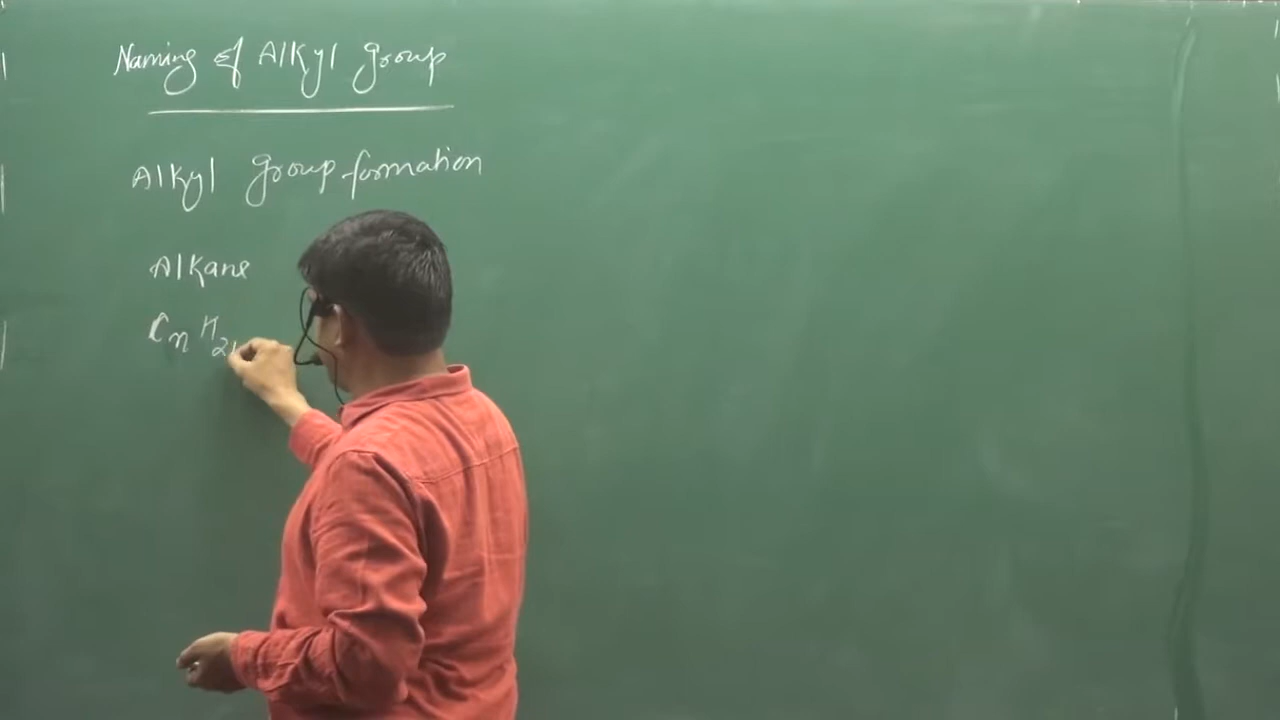 Naming of Alkyl group
Alkyl group formation
Alkane
CnH2